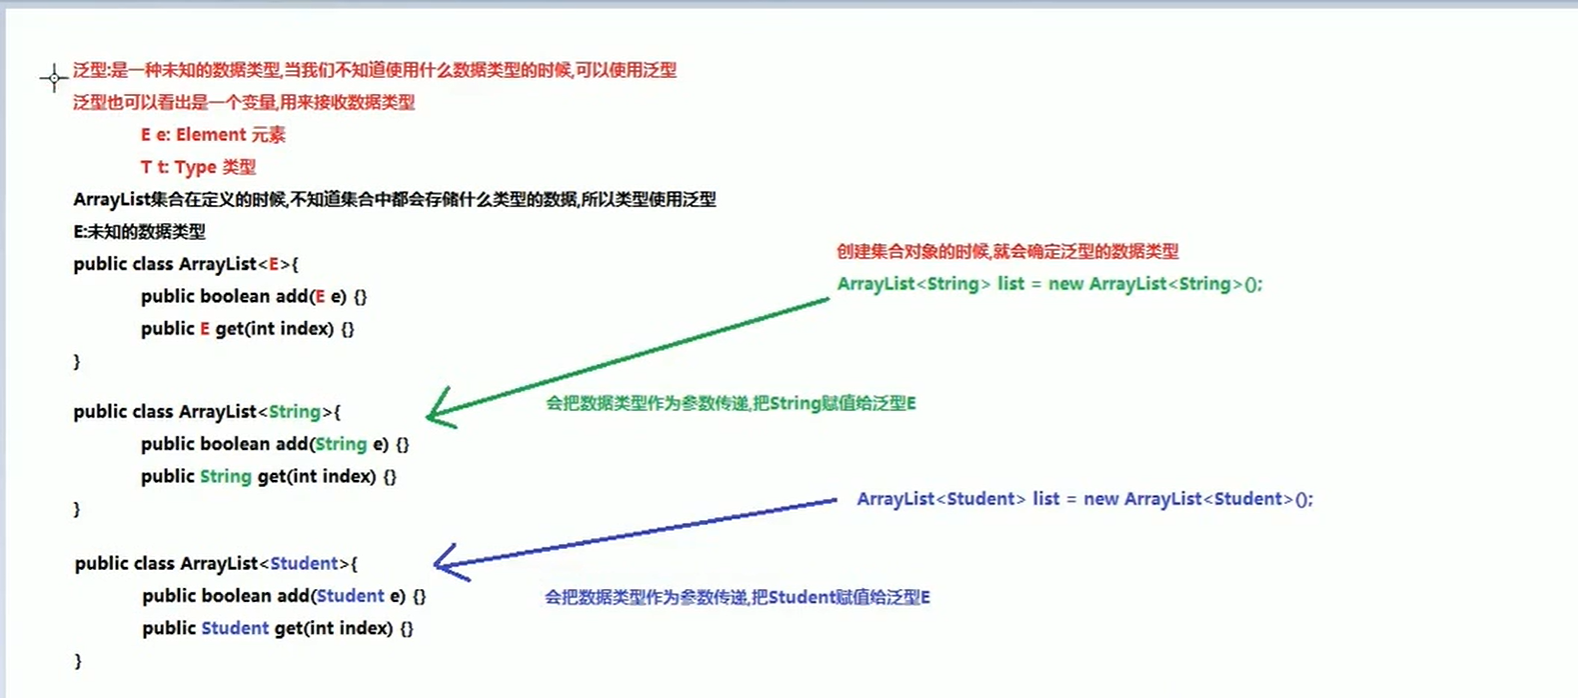 泛型:是一种未知的数据类型,当我们不知道使用什么数据类型的时候,可以使用泛型
泛型也可以看出是一个变量,用来接收数据类型
E e: Element 元素
T t: Type 类型
ArrayList集合在定义的时候,不知道集合中都会存储什么类型的数据,所以类型使用泛型
E:未知的数据类型
public class ArrayList<E>{
public boolean add(E e) {}
public E get(int index) {}
}
创建集合对象的时候,就会确定泛型的数据类型
ArrayList<String> list = new ArrayList<String>();
会把数据类型作为参数传递,把String赋值给泛型E
public class ArrayList<String>{
public boolean add(String e) {}
public String get(int index) {}
}
ArrayList<Student> list = new ArrayList<Student>();
会把数据类型作为参数传递,把Student赋值给泛型E
public class ArrayList<Student>{
public boolean add(Student e) {}
public Student get(int index) {}
}